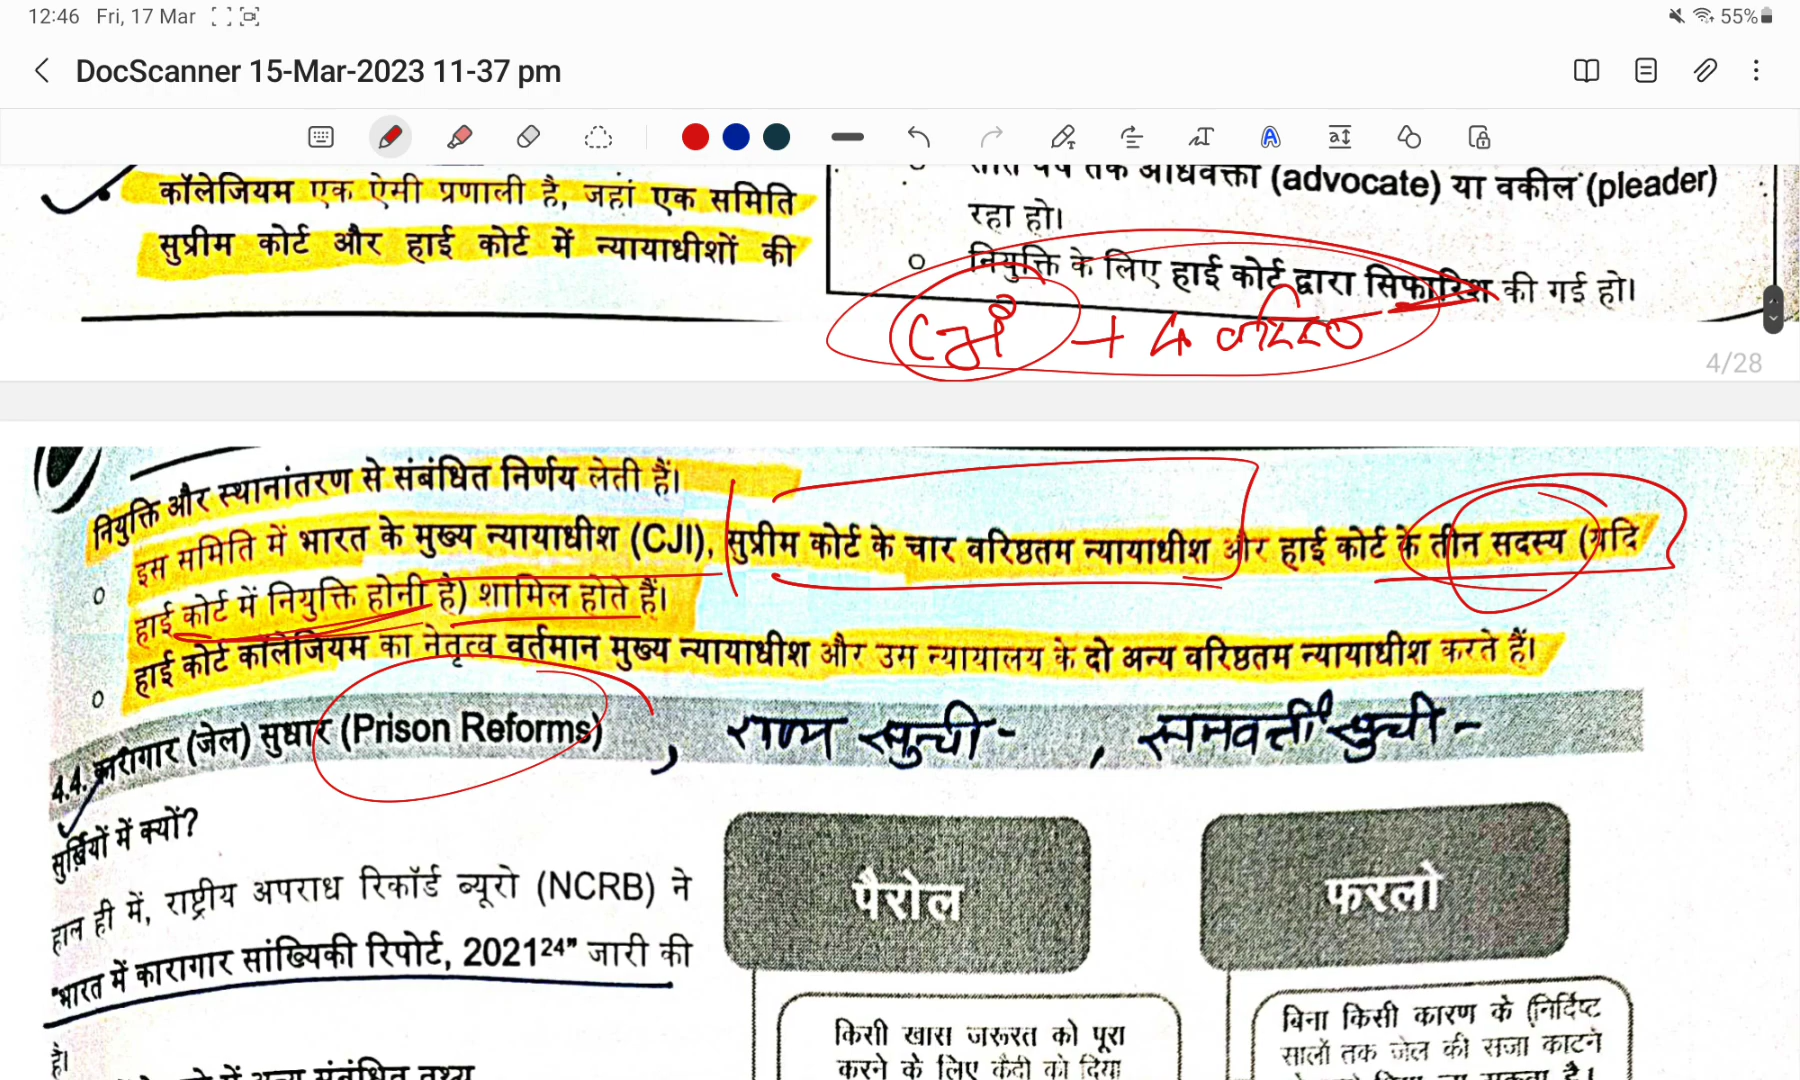 12:46 Fri, 17 Mar
55%
DocScanner 15-Mar-2023 11-37 pm
कॉलेजियम एक ऐसी प्रणाली है, जहां एक समिति
सुप्रीम कोर्ट और हाई कोर्ट में न्यायाधीशों की
तक अधिवक्ता (advocate) या वकील (pleader)
रहा हो।
नियुक्ति के लिए हाई कोर्ट द्वारा सिफारिश की गई हो।
CJI + 4
4/28
नियुक्ति और स्थानांतरण से संबंधित निर्णय लेती हैं।
इस समिति में भारत के मुख्य न्यायाधीश (CJI), सुप्रीम कोर्ट के चार वरिष्ठतम न्यायाधीश और हाई कोर्ट के तीन सदस्य (यदि
हाई कोर्ट में नियुक्ति होनी है) शामिल होते हैं।
हाई कोर्ट कॉलेजियम का नेतृत्व वर्तमान मुख्य न्यायाधीश और उस न्यायालय के दो अन्य वरिष्ठतम न्यायाधीश करते हैं।
4.4. कारागार (जेल) सुधार (Prison Reforms) , राज्य सूची - , समवर्ती सूची -
सुर्ख़ियों में क्यों?
हाल ही में, राष्ट्रीय अपराध रिकॉर्ड ब्यूरो (NCRB) ने
"भारत में कारागार सांख्यिकी रिपोर्ट, 2021²⁴" जारी की
है।
पैरोल
फरलो
किसी खास जरूरत को पूरा
करने के लिए कैदी को दिया
बिना किसी कारण के (निर्दिष्ट
सालों तक जेल की सजा काटने